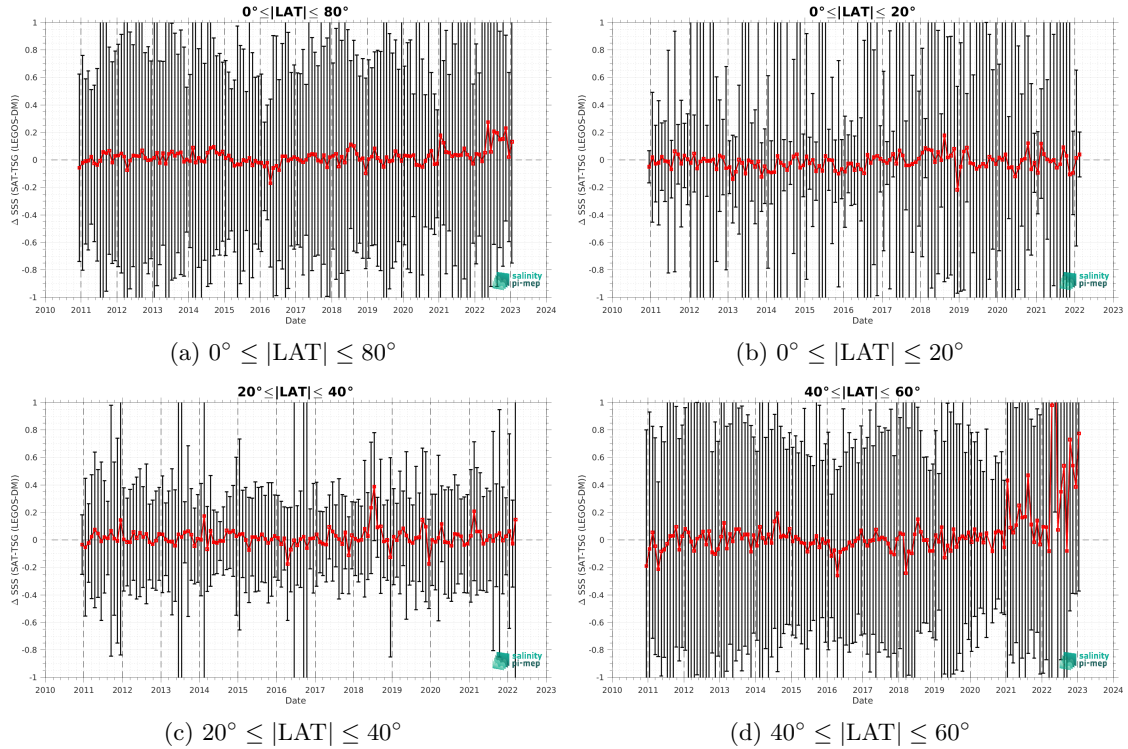 0°≤|LAT|≤ 80°
Δ SSS (SAT-TSG (LEGOS-DM))
1
0.8
0.6
0.4
0.2
0
-0.2
-0.4
-0.6
-0.8
-1
2010 2011 2012 2013 2014 2015 2016 2017 2018 2019 2020 2021 2022 2023 2024
Date
salinity
pi-mep
(a) 0° ≤ |LAT| ≤ 80°
0°≤|LAT|≤ 20°
Δ SSS (SAT-TSG (LEGOS-DM))
1
0.8
0.6
0.4
0.2
0
-0.2
-0.4
-0.6
-0.8
-1
2010 2011 2012 2013 2014 2015 2016 2017 2018 2019 2020 2021 2022 2023
Date
salinity
pi-mep
(b) 0° ≤ |LAT| ≤ 20°
20°≤|LAT|≤ 40°
Δ SSS (SAT-TSG (LEGOS-DM))
1
0.8
0.6
0.4
0.2
0
-0.2
-0.4
-0.6
-0.8
-1
2010 2011 2012 2013 2014 2015 2016 2017 2018 2019 2020 2021 2022 2023
Date
salinity
pi-mep
(c) 20° ≤ |LAT| ≤ 40°
40°≤|LAT|≤ 60°
Δ SSS (SAT-TSG (LEGOS-DM))
1
0.8
0.6
0.4
0.2
0
-0.2
-0.4
-0.6
-0.8
-1
2010 2011 2012 2013 2014 2015 2016 2017 2018 2019 2020 2021 2022 2023 2024
Date
salinity
pi-mep
(d) 40° ≤ |LAT| ≤ 60°